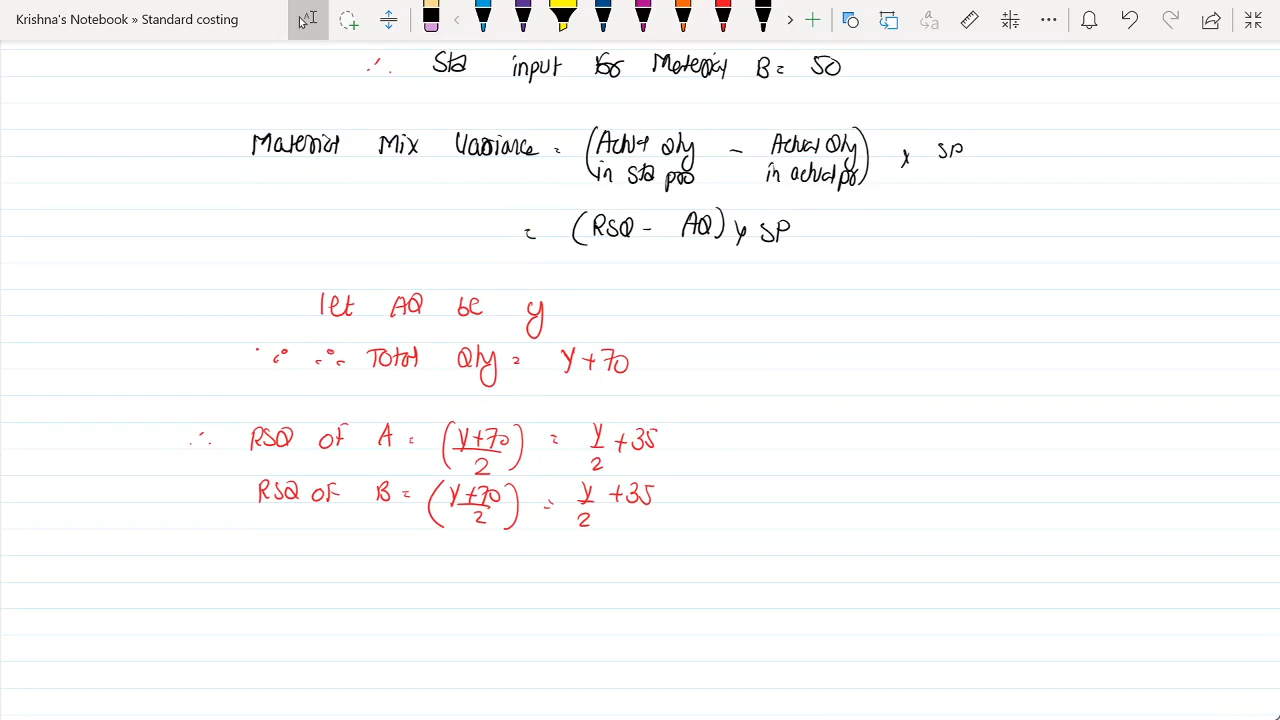 Krishna's Notebook » Standard costing
∴ Std input for Material B = 50
Material Mix Variance = (Actual Qty in Std pro − Actual Qty in actual pro) × SP
= (RSQ − AQ) × SP
let AQ be y
∵ ∴ Total Qty = y + 70
∴ RSQ of A = (y+70/2) = y/2 + 35
RSQ of B = (y+70/2) = y/2 + 35